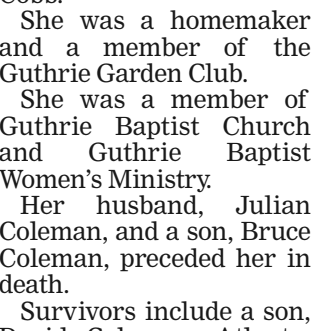 She was a homemaker
and a member of the
Guthrie Garden Club.
She was a member of
Guthrie Baptist Church
and Guthrie Baptist
Women's Ministry.
Her husband, Julian
Coleman, and a son, Bruce
Coleman, preceded her in
death.
Survivors include a son,